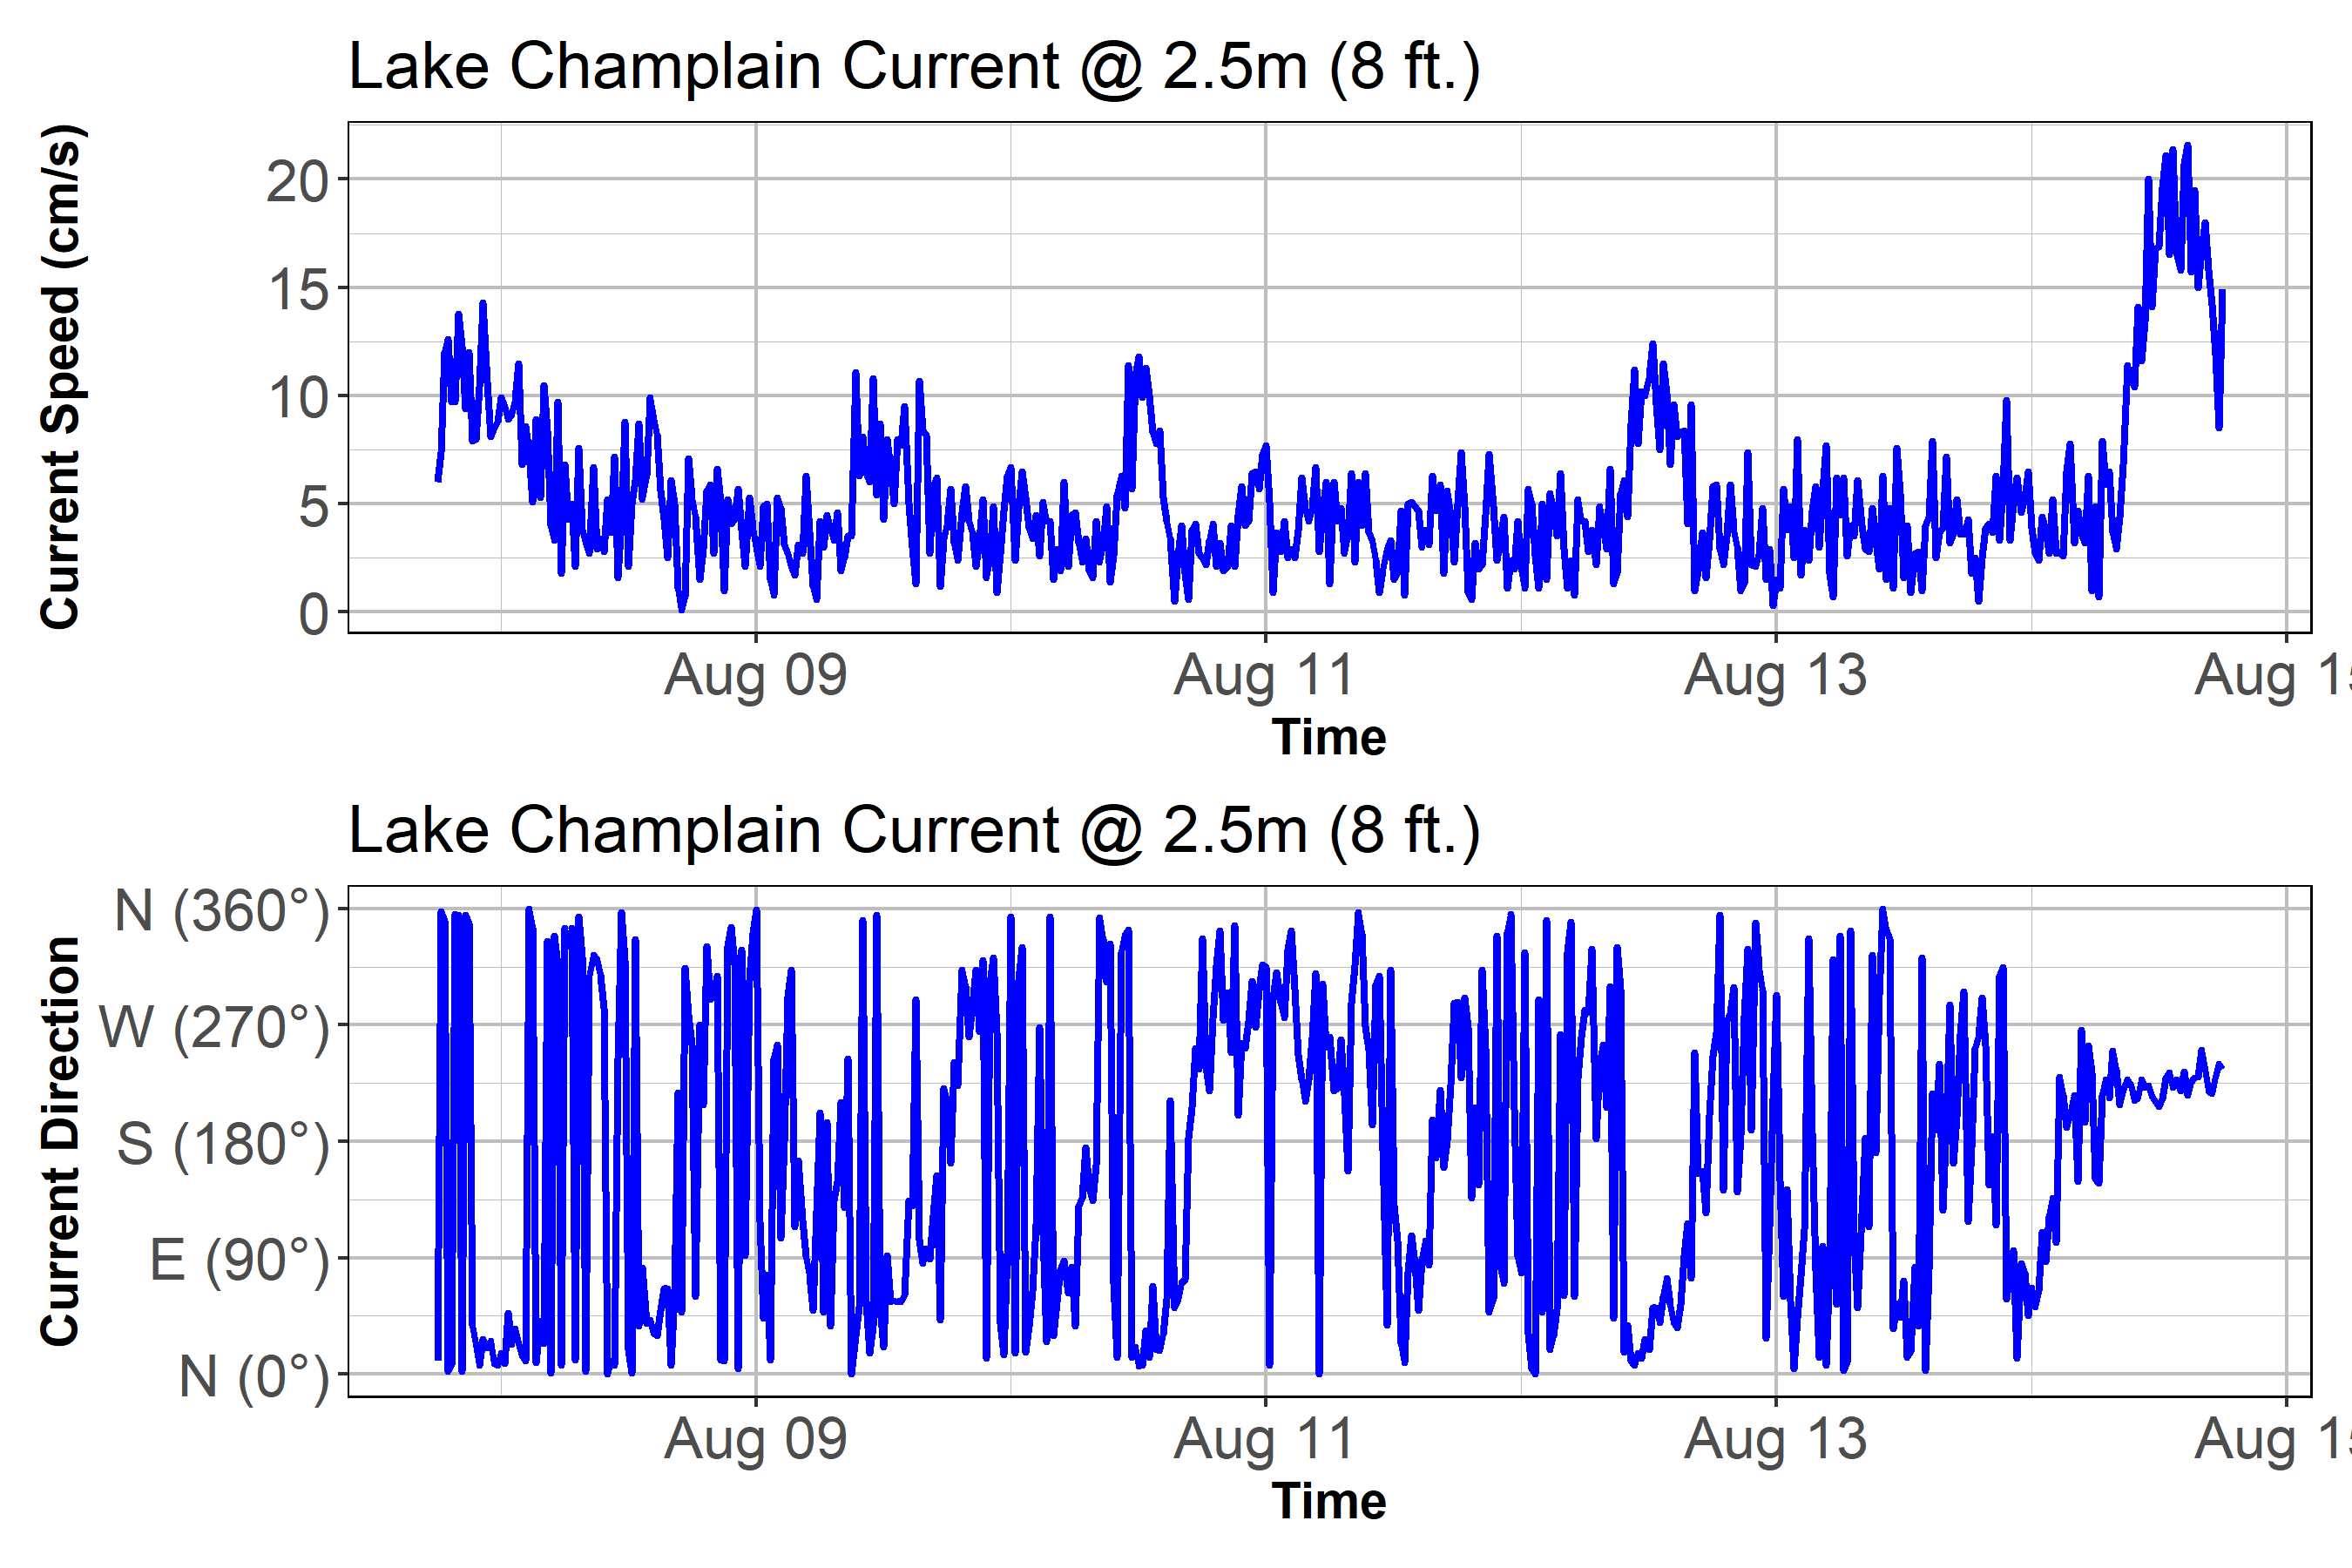 Lake Champlain Current @ 2.5m (8 ft.)
Current Speed (cm/s)
20
15
10
5
0
Aug 09 Aug 11 Aug 13 Aug 15
Time
Lake Champlain Current @ 2.5m (8 ft.)
Current Direction
N (360°)
W (270°)
S (180°)
E (90°)
N (0°)
Aug 09 Aug 11 Aug 13 Aug 15
Time